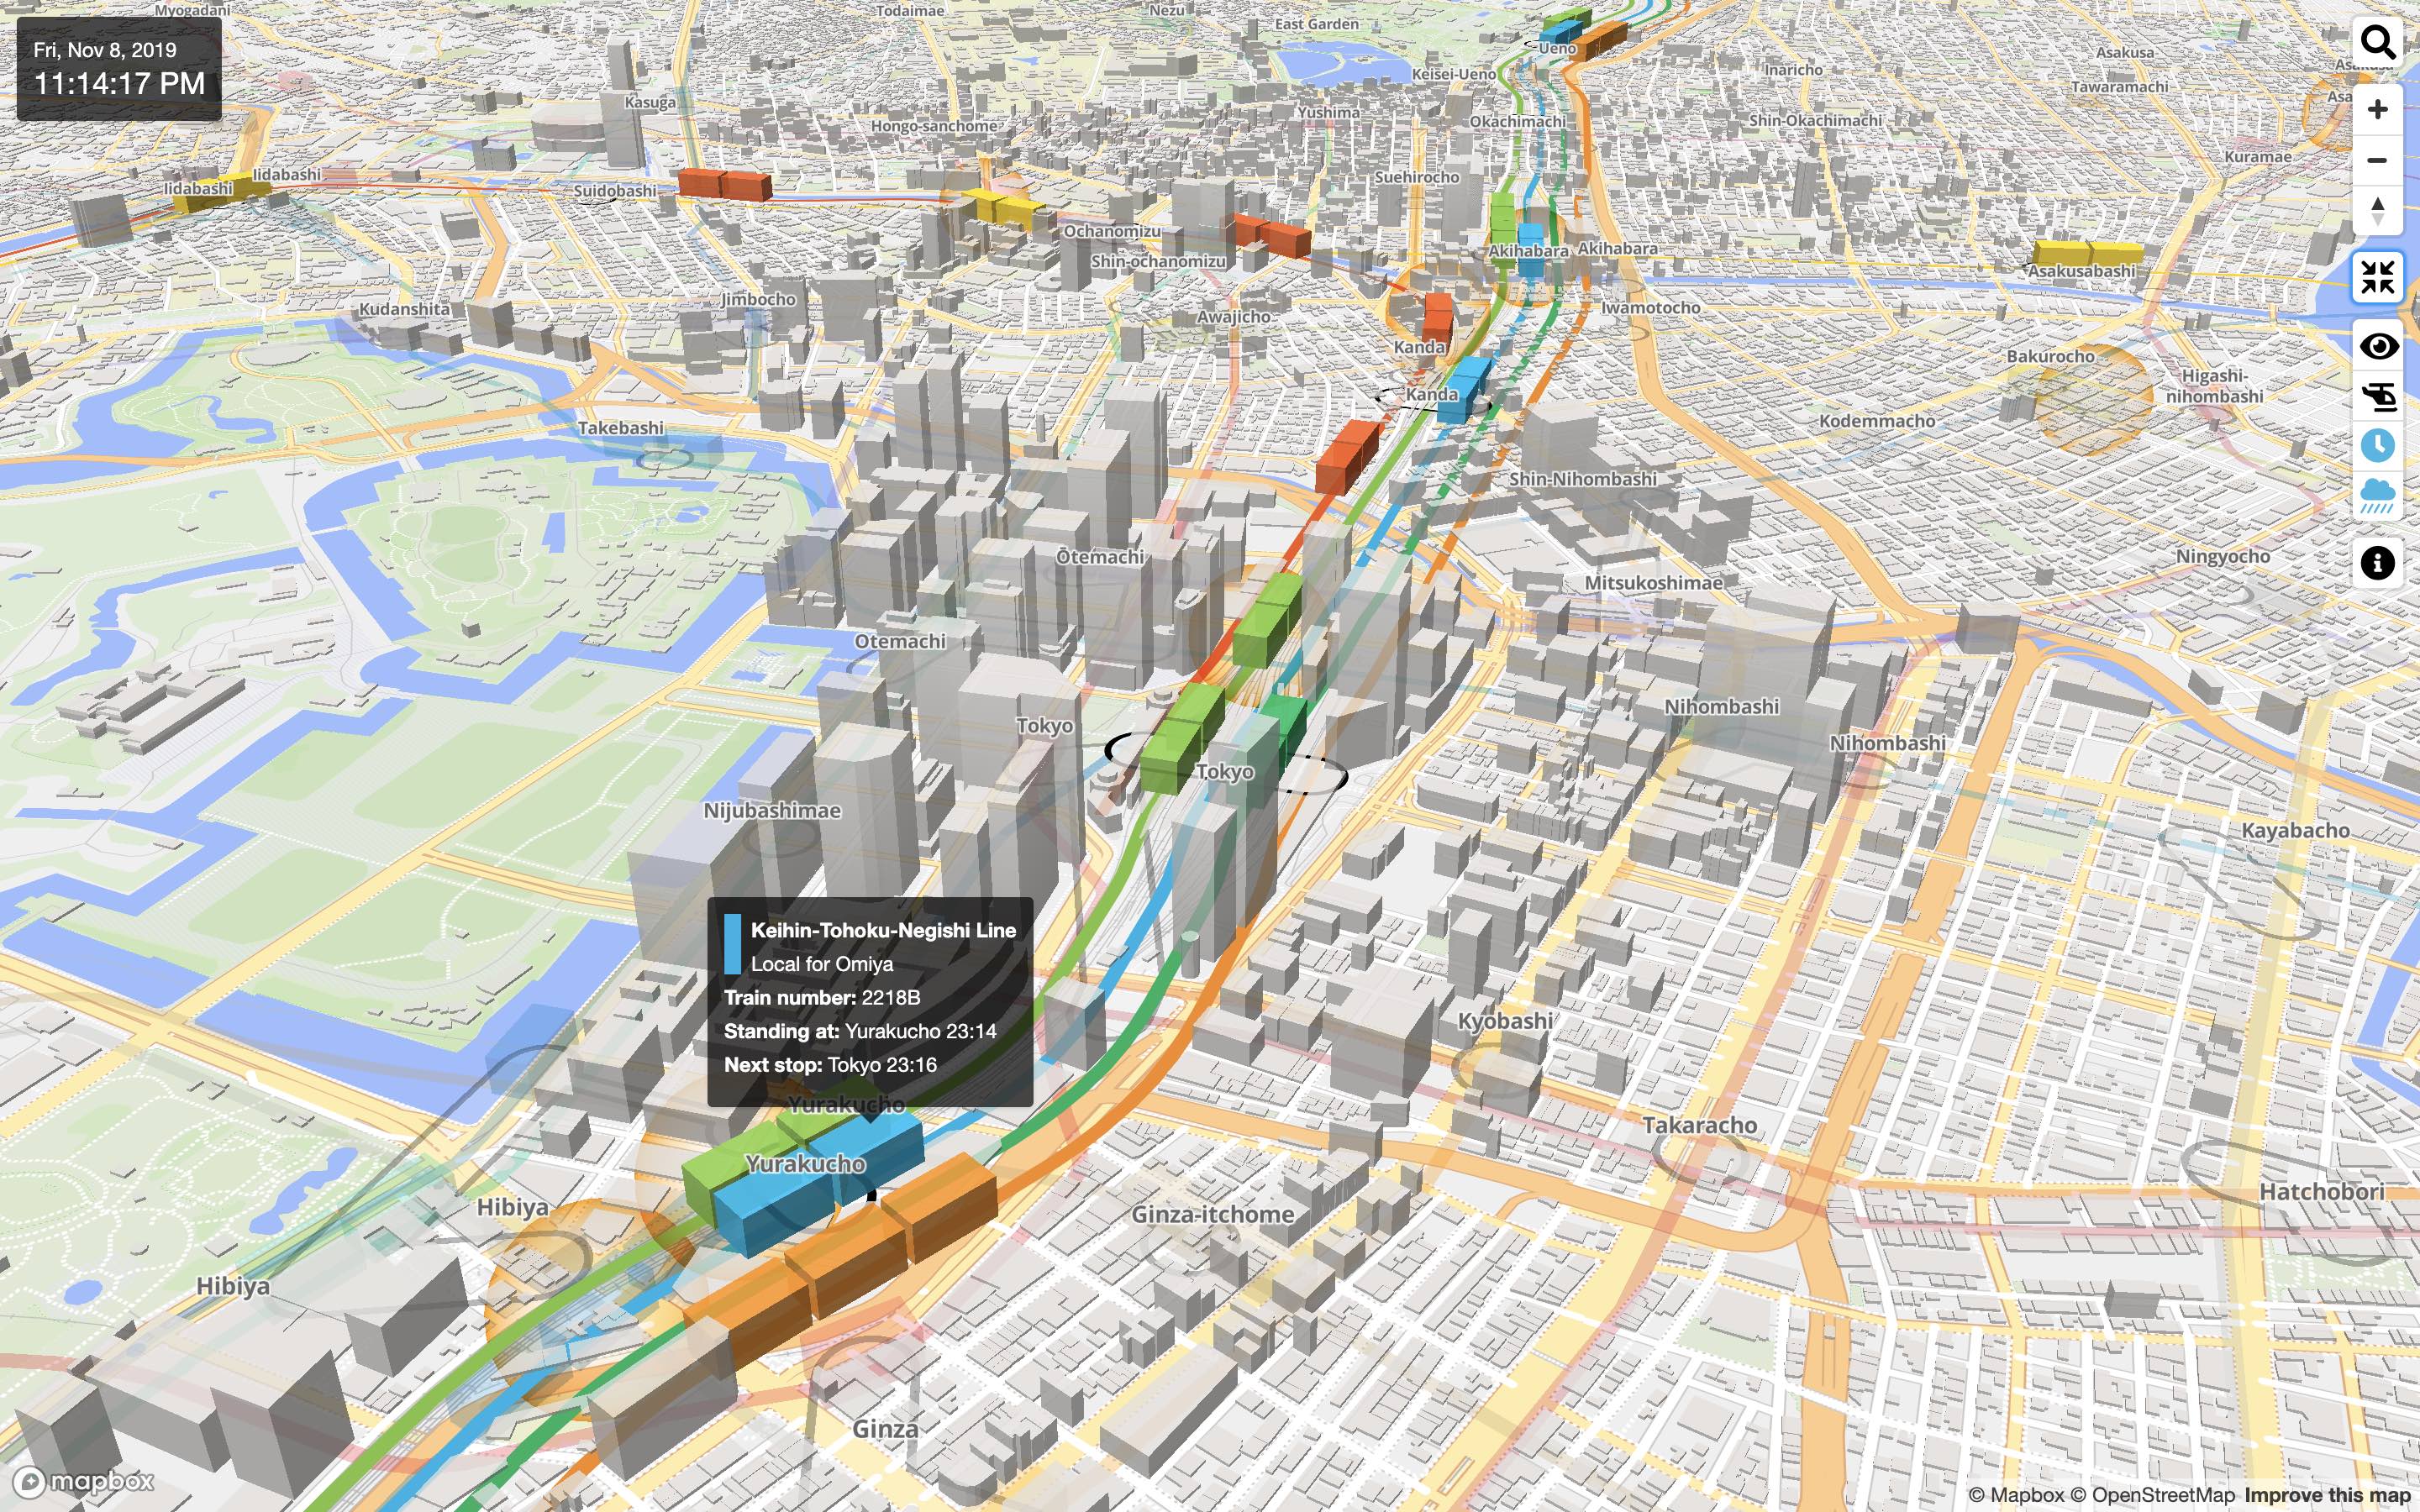 Myogadani
Todaimae
Nezu
East Garden
Fri, Nov 8, 2019
11:14:17 PM
Ueno
Asakusa
Keisei-Ueno
Inaricho
Tawaramachi
Kasuga
Hongo-sanchome
Yushima
Okachimachi
Shin-Okachimachi
Kuramae
Iidabashi
Iidabashi
Suidobashi
Suehirocho
Ochanomizu
Shin-ochanomizu
Akihabara
Akihabara
Asakusabashi
Kudanshita
Jimbocho
Awajicho
Iwamotocho
Kanda
Bakurocho
Higashi-
nihombashi
Kanda
Takebashi
Kodemmacho
Shin-Nihombashi
Otemachi
Mitsukoshimae
Ningyocho
Otemachi
Tokyo
Nihombashi
Nihombashi
Tokyo
Nijubashimae
Kayabacho
Keihin-Tohoku-Negishi Line
Local for Omiya
Train number: 2218B
Standing at: Yurakucho 23:14
Next stop: Tokyo 23:16
Kyobashi
Yurakucho
Takaracho
Yurakucho
Hibiya
Ginza-itchome
Hatchobori
Hibiya
Ginza
mapbox
© Mapbox © OpenStreetMap Improve this map